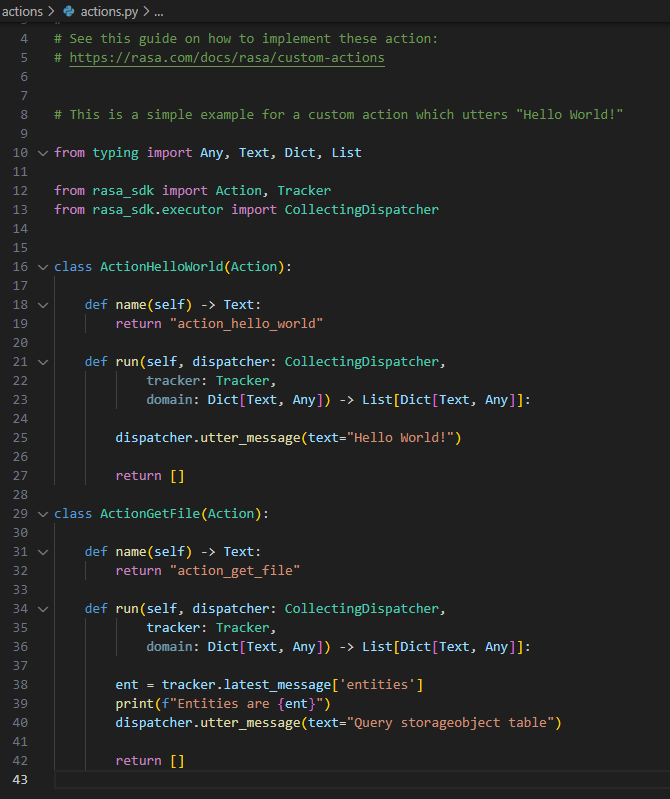 actions > actions.py > ...
4 # See this guide on how to implement these action:
5 # https://rasa.com/docs/rasa/custom-actions
6
7
8 # This is a simple example for a custom action which utters "Hello World!"
9
10 from typing import Any, Text, Dict, List
11
12 from rasa_sdk import Action, Tracker
13 from rasa_sdk.executor import CollectingDispatcher
14
15
16 class ActionHelloWorld(Action):
17
18     def name(self) -> Text:
19         return "action_hello_world"
20
21     def run(self, dispatcher: CollectingDispatcher,
22             tracker: Tracker,
23             domain: Dict[Text, Any]) -> List[Dict[Text, Any]]:
24
25         dispatcher.utter_message(text="Hello World!")
26
27         return []
28
29 class ActionGetFile(Action):
30
31     def name(self) -> Text:
32         return "action_get_file"
33
34     def run(self, dispatcher: CollectingDispatcher,
35             tracker: Tracker,
36             domain: Dict[Text, Any]) -> List[Dict[Text, Any]]:
37
38         ent = tracker.latest_message['entities']
39         print(f"Entities are {ent}")
40         dispatcher.utter_message(text="Query storageobject table")
41
42         return []
43